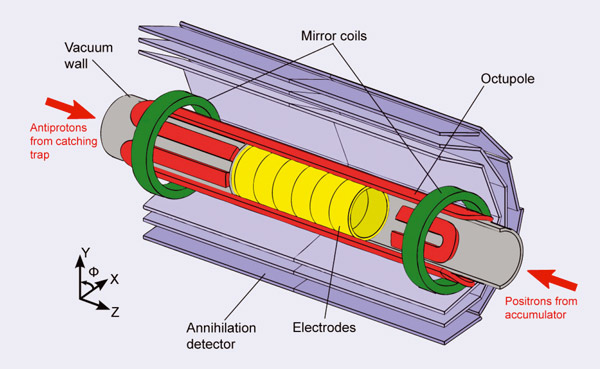 Mirror coils
Vacuum
wall
Octupole
Antiprotons
from catching
trap
Y
Φ
X
Z
Positrons from
accumulator
Annihilation
detector
Electrodes